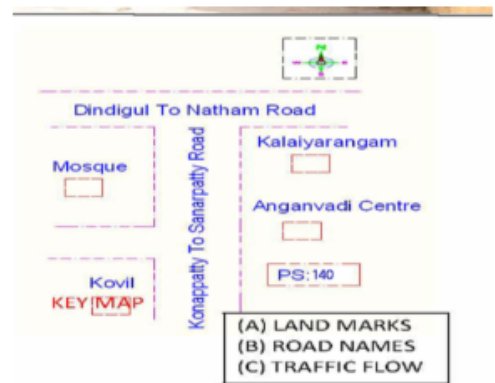 N
Dindigul To Natham Road
Konappatty To Sanarpatty Road
Kalaiyarangam
Mosque
Anganvadi Centre
Kovil
PS: 140
KEY MAP
(A) LAND MARKS
(B) ROAD NAMES
(C) TRAFFIC FLOW